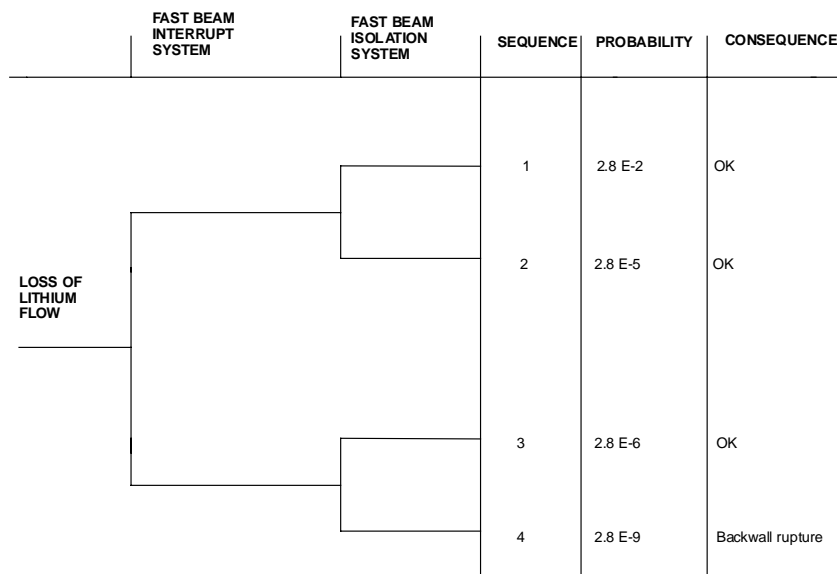 FAST BEAM
INTERRUPT
SYSTEM
FAST BEAM
ISOLATION
SYSTEM
SEQUENCE PROBABILITY CONSEQUENCE
1 2.8 E-2 OK
2 2.8 E-5 OK
LOSS OF
LITHIUM
FLOW
3 2.8 E-6 OK
4 2.8 E-9 Backwall rupture